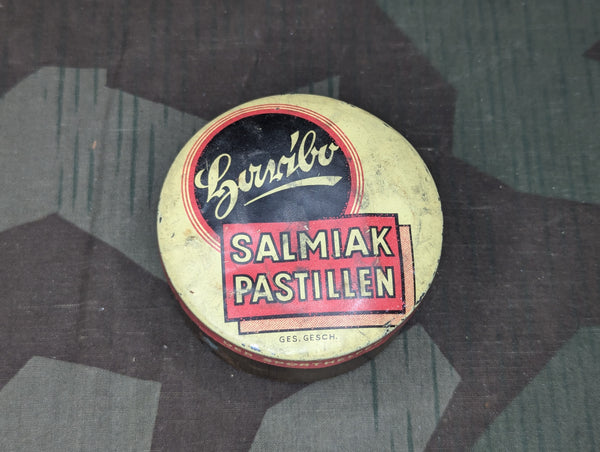 Haribo
SALMIAK
PASTILLEN
GES. GESCH.